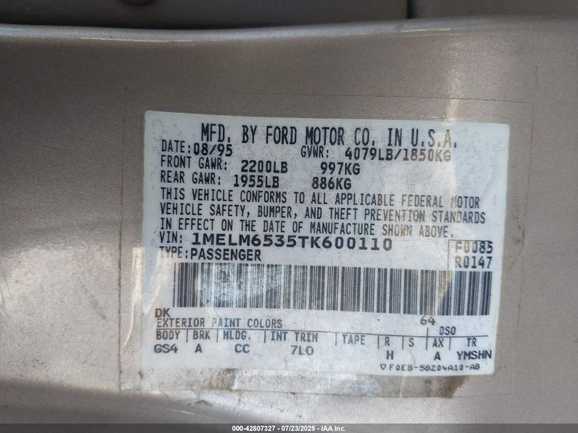 MFD. BY FORD MOTOR CO. IN U.S.A.
DATE: 08/95 GVWR: 4079LB/1850KG
FRONT GAWR: 2200LB 997KG
REAR GAWR: 1955LB 886KG
THIS VEHICLE CONFORMS TO ALL APPLICABLE FEDERAL MOTOR
VEHICLE SAFETY, BUMPER, AND THEFT PREVENTION STANDARDS
IN EFFECT ON THE DATE OF MANUFACTURE SHOWN ABOVE.
VIN: 1MELM6535TK600110 F0085
TYPE: PASSENGER R0147
DK 64
EXTERIOR PAINT COLORS DSO
BODY BRK MLDG. INT TRIM TAPE R S AX TR
GS4 A CC 7LO H A YMSHN
000-42807327 - 07/23/2025 - IAA, Inc.